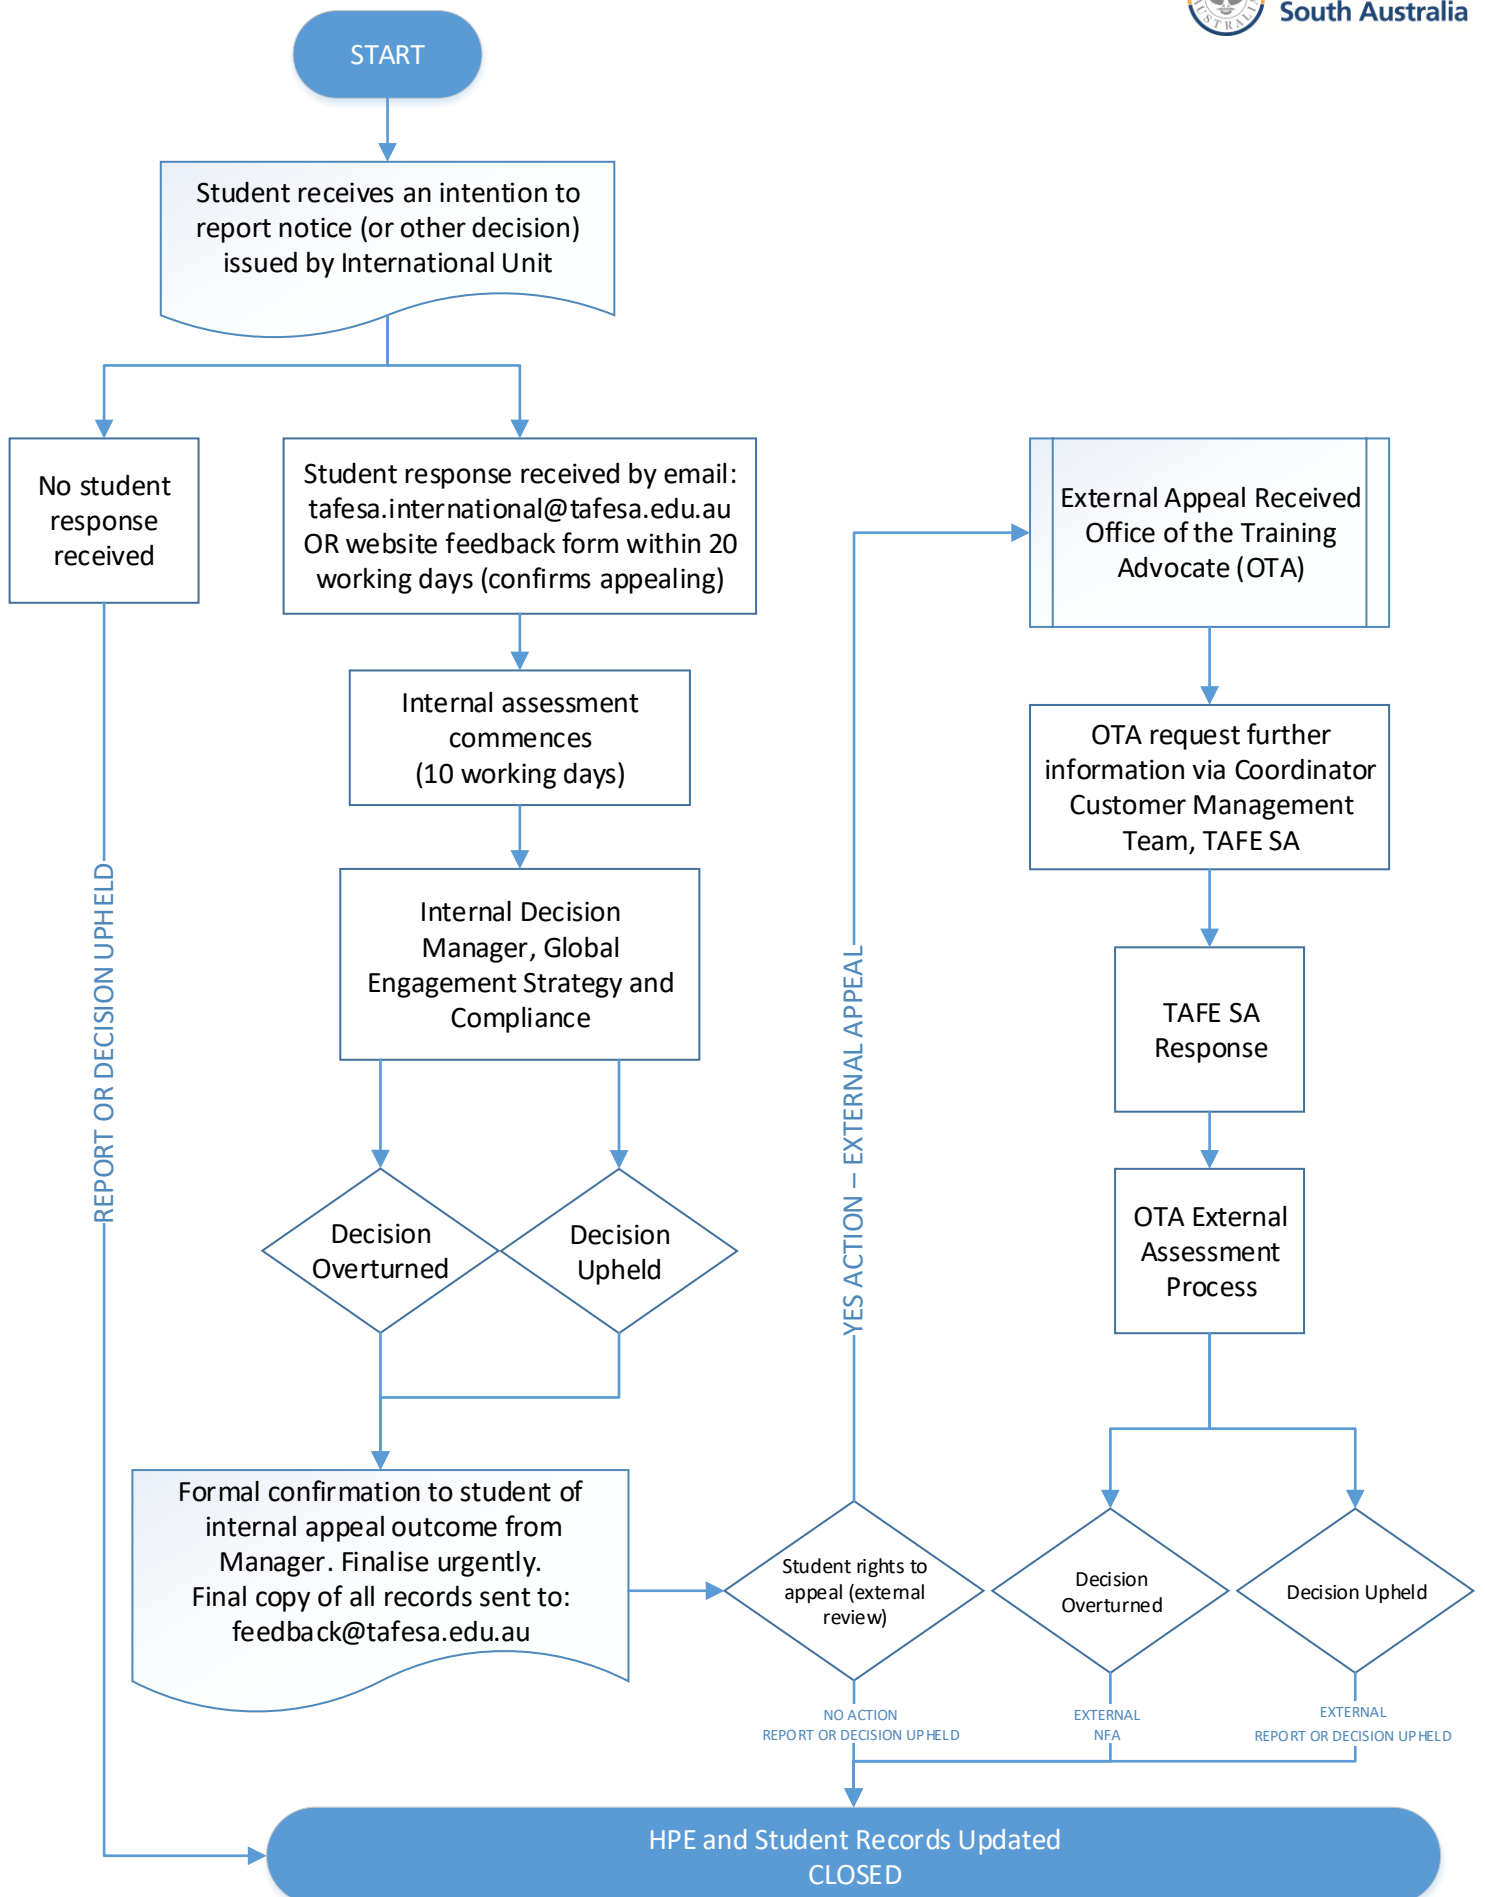 South Australia
AUSTRALIA
START
Student receives an intention to
report notice (or other decision)
issued by International Unit
No student
response
received
Student response received by email:
tafesa.international@tafesa.edu.au
OR website feedback form within 20
working days (confirms appealing)
Internal assessment
commences
(10 working days)
Internal Decision
Manager, Global
Engagement Strategy and
Compliance
Decision
Overturned
Decision
Upheld
REPORT OR DECISION UPHELD
Formal confirmation to student of
internal appeal outcome from
Manager. Finalise urgently.
Final copy of all records sent to:
feedback@tafesa.edu.au
Student rights to
appeal (external
review)
YES ACTION – EXTERNAL APPEAL
External Appeal Received
Office of the Training
Advocate (OTA)
OTA request further
information via Coordinator
Customer Management
Team, TAFE SA
TAFE SA
Response
OTA External
Assessment
Process
Decision
Overturned
Decision Upheld
NO ACTION
REPORT OR DECISION UPHELD
EXTERNAL
NFA
EXTERNAL
REPORT OR DECISION UPHELD
HPE and Student Records Updated
CLOSED